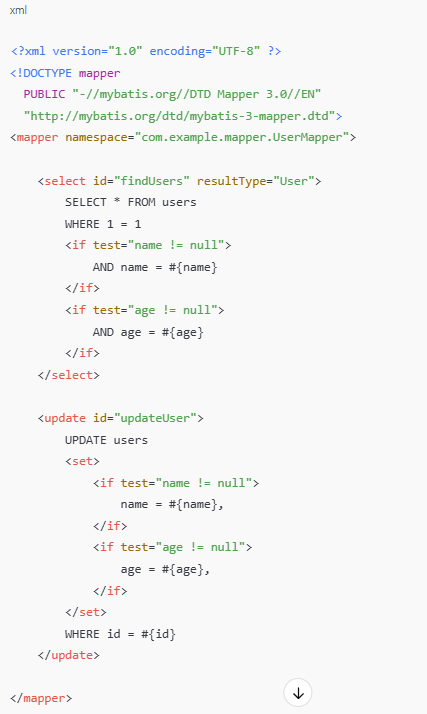 xml
<?xml version="1.0" encoding="UTF-8" ?>
<!DOCTYPE mapper
  PUBLIC "-//mybatis.org//DTD Mapper 3.0//EN"
  "http://mybatis.org/dtd/mybatis-3-mapper.dtd">
<mapper namespace="com.example.mapper.UserMapper">
    <select id="findUsers" resultType="User">
        SELECT * FROM users
        WHERE 1 = 1
        <if test="name != null">
            AND name = #{name}
        </if>
        <if test="age != null">
            AND age = #{age}
        </if>
    </select>
    <update id="updateUser">
        UPDATE users
        <set>
            <if test="name != null">
                name = #{name},
            </if>
            <if test="age != null">
                age = #{age},
            </if>
        </set>
        WHERE id = #{id}
    </update>
</mapper>